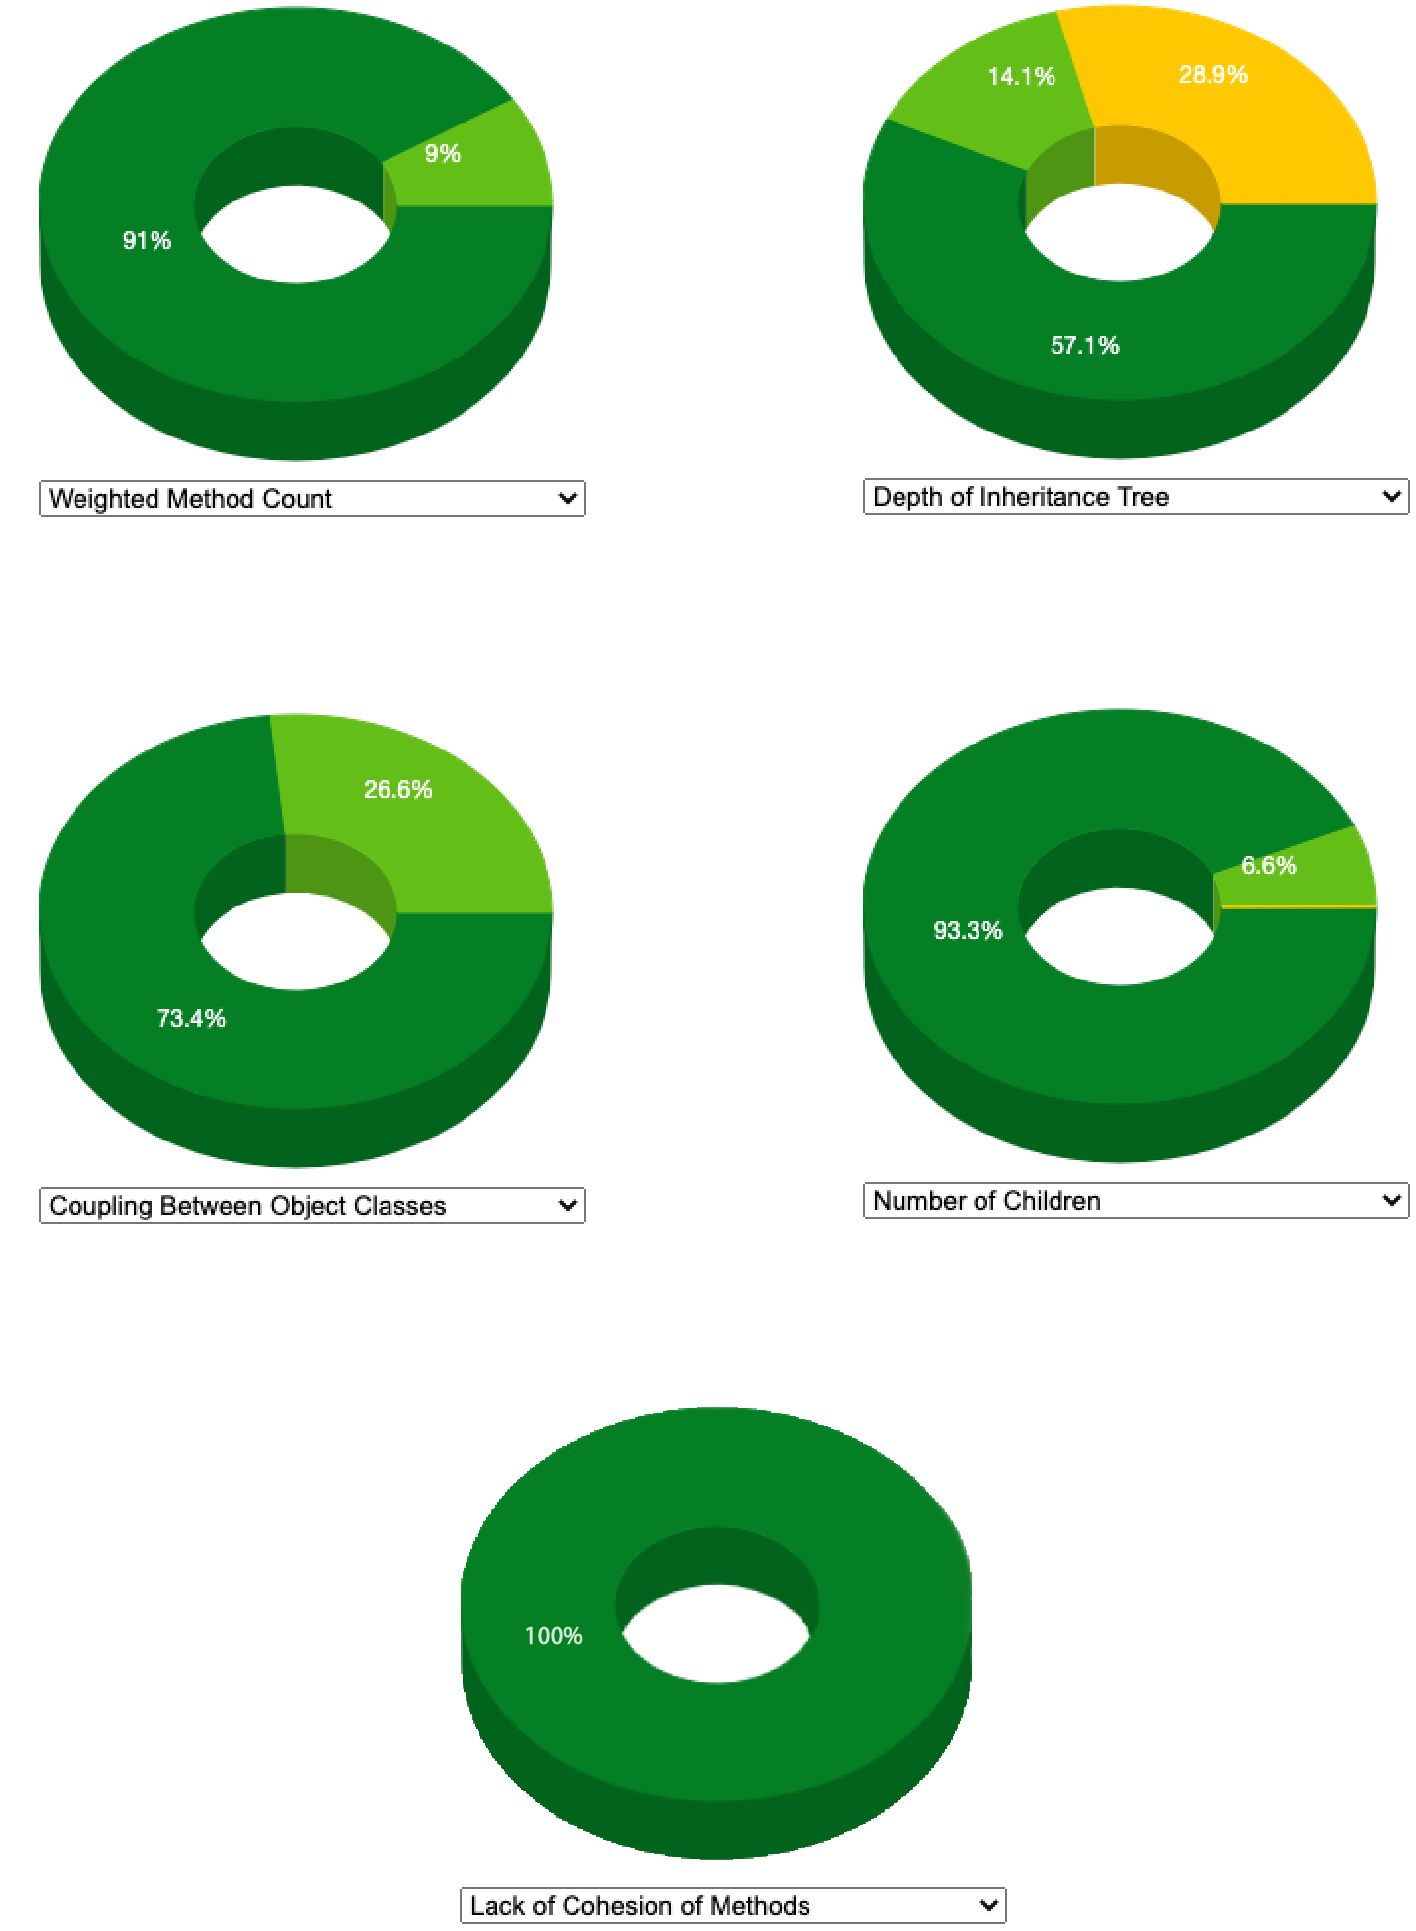 9%
91%
Weighted Method Count
14.1%
28.9%
57.1%
Depth of Inheritance Tree
26.6%
73.4%
Coupling Between Object Classes
6.6%
93.3%
Number of Children
100%
Lack of Cohesion of Methods